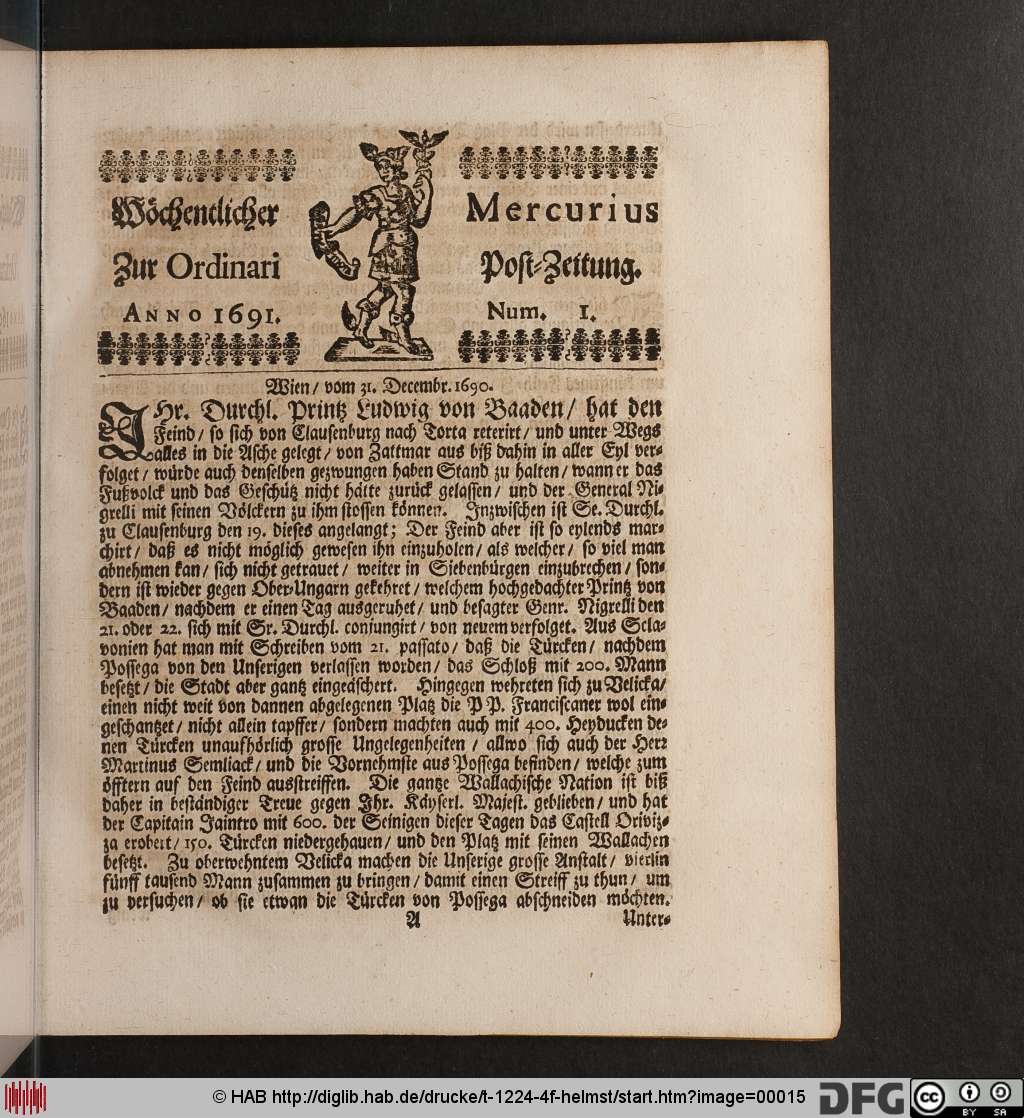 Wöchentlicher Mercurius
Zur Ordinari Post-Zeitung.
ANNO 1691. Num. 1.
Wien/ vom 31. Decembr. 1690.
IHr. Durchl. Printz Ludwig von Baaden/ hat den
Feind/ so sich von Clausenburg nach Torta reterirt/ und unter Wegs
alles in die Asche gelegt/ von Zattmar aus biß dahin in aller Eyl ver-
folget/ würde auch denselben gezwungen haben Stand zu halten/ wann er das
Fußvolck und das Geschütz nicht hätte zurück gelassen/ und der General Ni-
grelli mit seinen Völckern zu ihm stossen können. Inzwischen ist Se. Durchl.
zu Clausenburg den 19. dieses angelangt; Der Feind aber ist so eylends mar-
chirt/ daß es nicht möglich gewesen ihn einzuholen/ als welcher/ so viel man
abnehmen kan/ sich nicht getrauet/ weiter in Siebenbürgen einzubrechen/ son-
dern ist wieder gegen Ober-Ungarn gekehret/ welchem hochgedachter Printz von
Baaden/ nachdem er einen Tag ausgeruhet/ und besagter Genr. Nigrelli den
21. oder 22. sich mit Sr. Durchl. conjungirt/ von neuem verfolget. Aus Scla-
vonien hat man mit Schreiben vom 21. passato/ daß die Türcken/ nachdem
Possega von den Unserigen verlassen worden/ das Schloß mit 200. Mann
besetzt/ die Stadt aber gantz eingeäschert. Hingegen wehreten sich zu Velicka/
einen nicht weit von dannen abgelegenen Platz die PP. Franciscaner wol ein-
geschantzet/ nicht allein tapffer/ sondern machten auch mit 400. Heyducken de-
nen Türcken unaufhörlich grosse Ungelegenheiten/ allwo sich auch der Herr
Martinus Semliack/ und die Vornehmste aus Possega befinden/ welche zum
öfftern auf den Feind ausstreiffen. Die gantze Wallachische Nation ist biß
daher in beständiger Treue gegen Ihr. Käyserl. Majest. geblieben/ und hat
der Capitain Jaintro mit 600. der Seinigen dieser Tagen das Castell Oriviz-
za erobert/ 150. Türcken niedergehauen/ und den Platz mit seinen Wallachen
besetzt. Zu oberwehntem Velicka machen die Unserige grosse Anstalt/ vierlin
fünff tausend Mann zusammen zu bringen/ damit einen Streiff zu thun/ um
zu versuchen/ ob sie etwan die Türcken von Possega abschneiden möchten.
A Unter-
© HAB http://diglib.hab.de/drucke/t-1224-4f-helmst/start.htm?image=00015 DFG cc BY SA